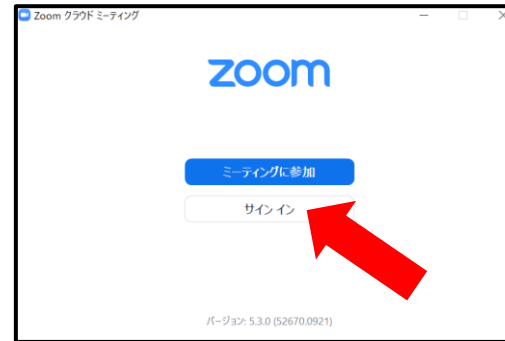 Zoom クラウド ミーティング
zoom
ミーティングに参加
サイン イン
バージョン: 5.3.0 (52670.0921)